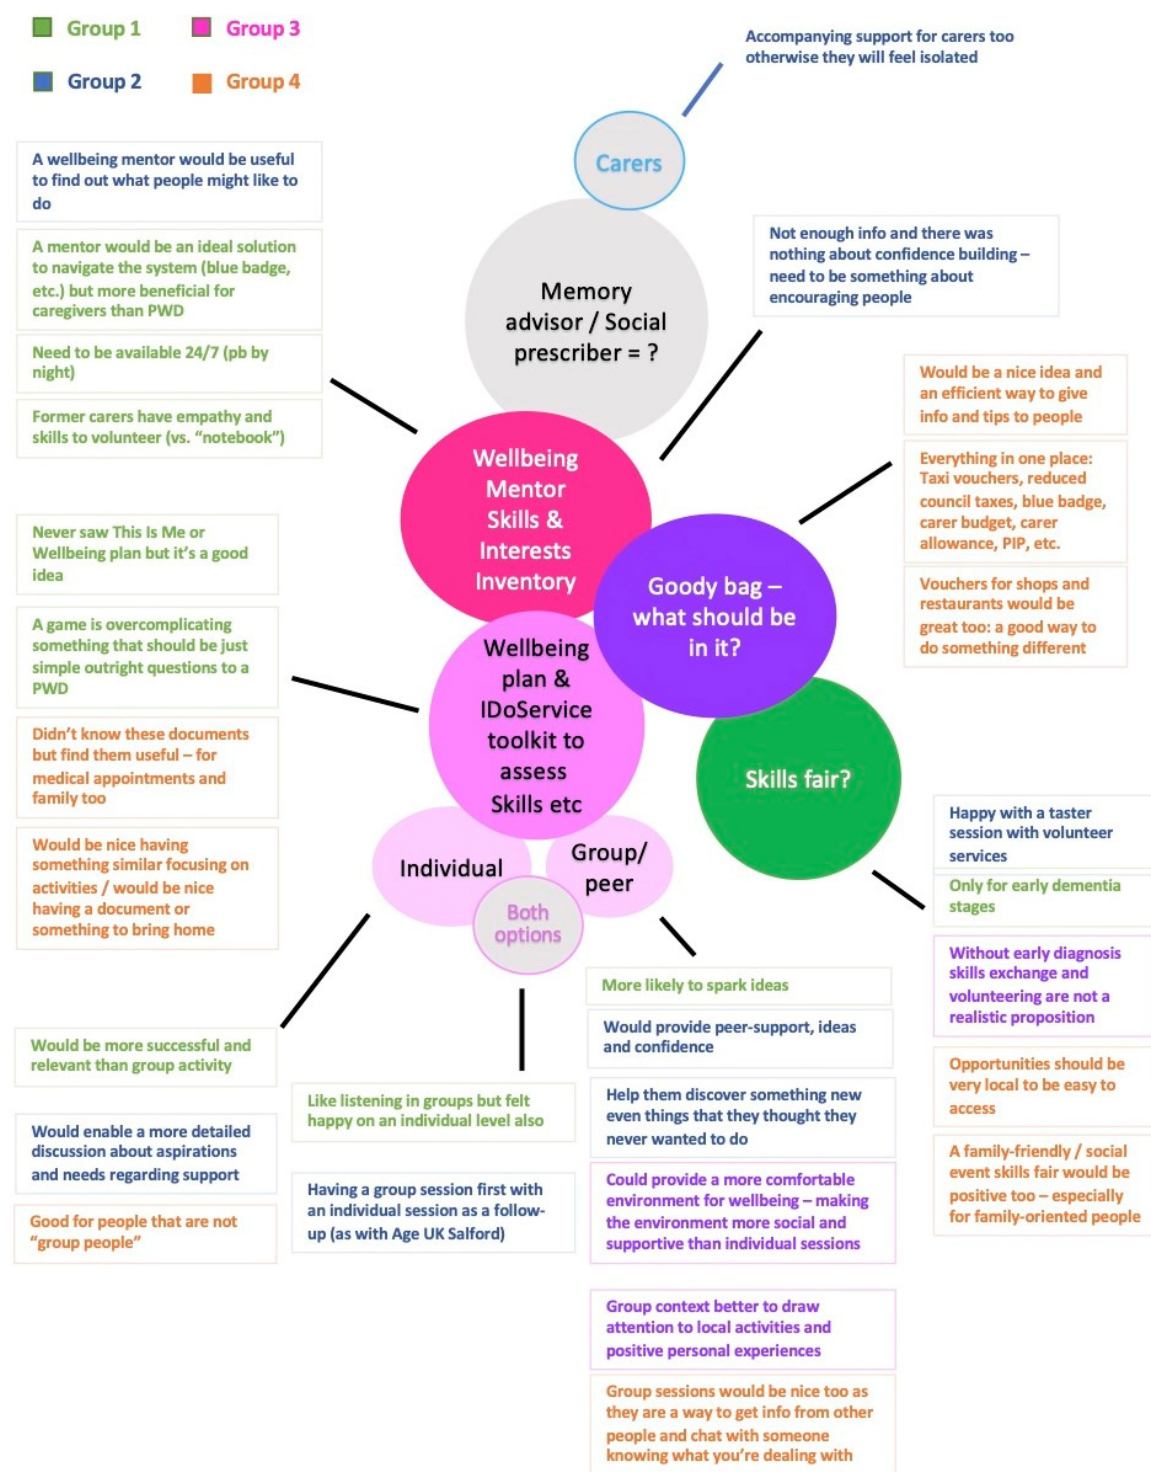 Group 1
Group 3
Group 2
Group 4
Accompanying support for carers too
otherwise they will feel isolated
Carers
A wellbeing mentor would be useful
to find out what people might like to
do
A mentor would be an ideal solution
to navigate the system (blue badge,
etc.) but more beneficial for
caregivers than PWD
Need to be available 24/7 (pb by
night)
Former carers have empathy and
skills to volunteer (vs. “notebook”)
Memory
advisor / Social
prescriber = ?
Not enough info and there was
nothing about confidence building –
need to be something about
encouraging people
Wellbeing
Mentor
Skills &
Interests
Inventory
Would be a nice idea and
an efficient way to give
info and tips to people
Everything in one place:
Taxi vouchers, reduced
council taxes, blue badge,
carer budget, carer
allowance, PIP, etc.
Vouchers for shops and
restaurants would be
great too: a good way to
do something different
Goody bag –
what should be
in it?
Never saw This Is Me or
Wellbeing plan but it’s a good
idea
A game is overcomplicating
something that should be just
simple outright questions to a
PWD
Didn’t know these documents
but find them useful – for
medical appointments and
family too
Would be nice having
something similar focusing on
activities / would be nice
having a document or
something to bring home
Wellbeing
plan &
IDoService
toolkit to
assess
Skills etc
Skills fair?
Individual
Group/
peer
Both
options
Happy with a taster
session with volunteer
services
Only for early dementia
stages
Without early diagnosis
skills exchange and
volunteering are not a
realistic proposition
Opportunities should be
very local to be easy to
access
A family-friendly / social
event skills fair would be
positive too – especially
for family-oriented people
Would be more successful and
relevant than group activity
Would enable a more detailed
discussion about aspirations
and needs regarding support
Good for people that are not
“group people”
Like listening in groups but felt
happy on an individual level also
Having a group session first with
an individual session as a follow-
up (as with Age UK Salford)
More likely to spark ideas
Would provide peer-support, ideas
and confidence
Help them discover something new
even things that they thought they
never wanted to do
Could provide a more comfortable
environment for wellbeing – making
the environment more social and
supportive than individual sessions
Group context better to draw
attention to local activities and
positive personal experiences
Group sessions would be nice too as
they are a way to get info from other
people and chat with someone
knowing what you’re dealing with